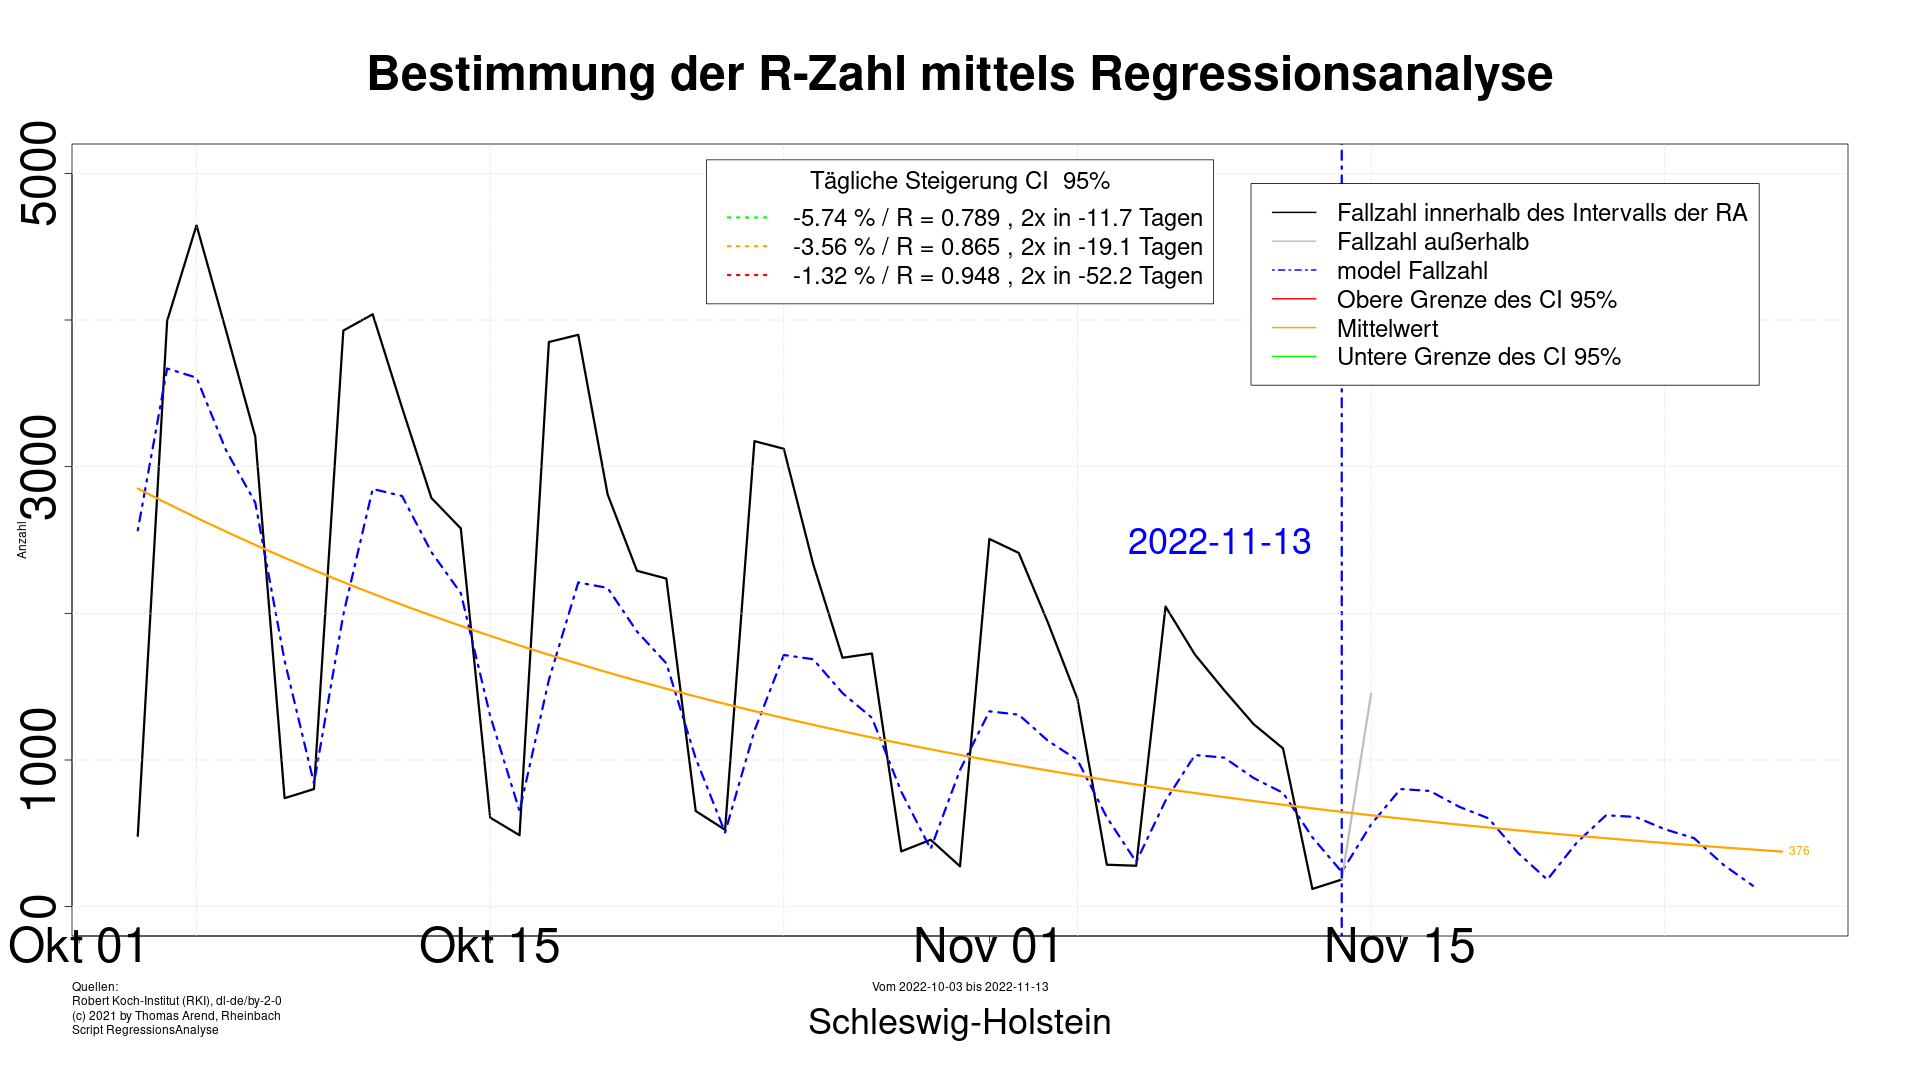 Bestimmung der R-Zahl mittels Regressionsanalyse
Tägliche Steigerung CI  95%
-5.74 % / R = 0.789 , 2x in -11.7 Tagen
-3.56 % / R = 0.865 , 2x in -19.1 Tagen
-1.32 % / R = 0.948 , 2x in -52.2 Tagen
Fallzahl innerhalb des Intervalls der RA
Fallzahl außerhalb
model Fallzahl
Obere Grenze des CI 95%
Mittelwert
Untere Grenze des CI 95%
5000
3000
1000
0
Anzahl
2022-11-13
376
Okt 01
Okt 15
Nov 01
Nov 15
Quellen:
Robert Koch-Institut (RKI), dl-de/by-2-0
(c) 2021 by Thomas Arend, Rheinbach
Script RegressionsAnalyse
Vom 2022-10-03 bis 2022-11-13
Schleswig-Holstein